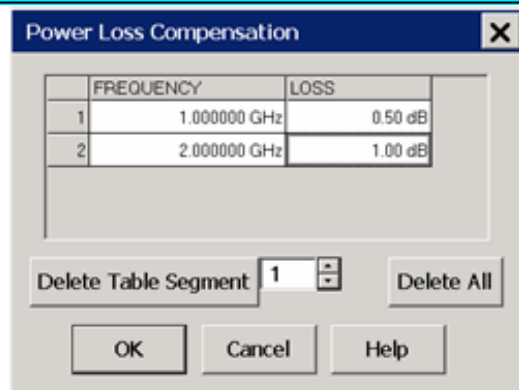 Power Loss Compensation
FREQUENCY LOSS
1 1.000000 GHz 0.50 dB
2 2.000000 GHz 1.00 dB
Delete Table Segment 1 Delete All
OK Cancel Help